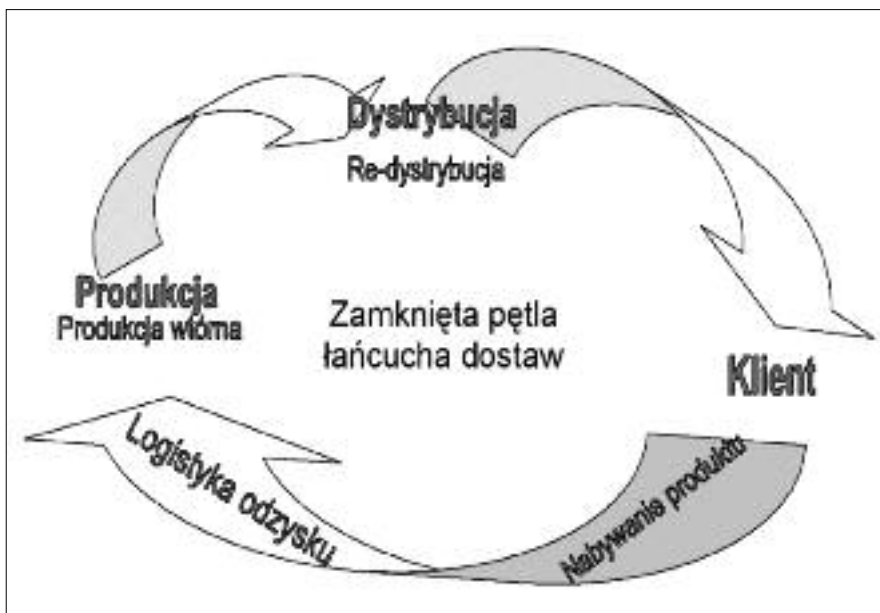 Dystrybucja
Re-dystrybucja
Produkcja
Produkcja wtórna
Zamknięta pętla
łańcucha dostaw
Klient
Logistyka odzysku
Nabywanie produktu